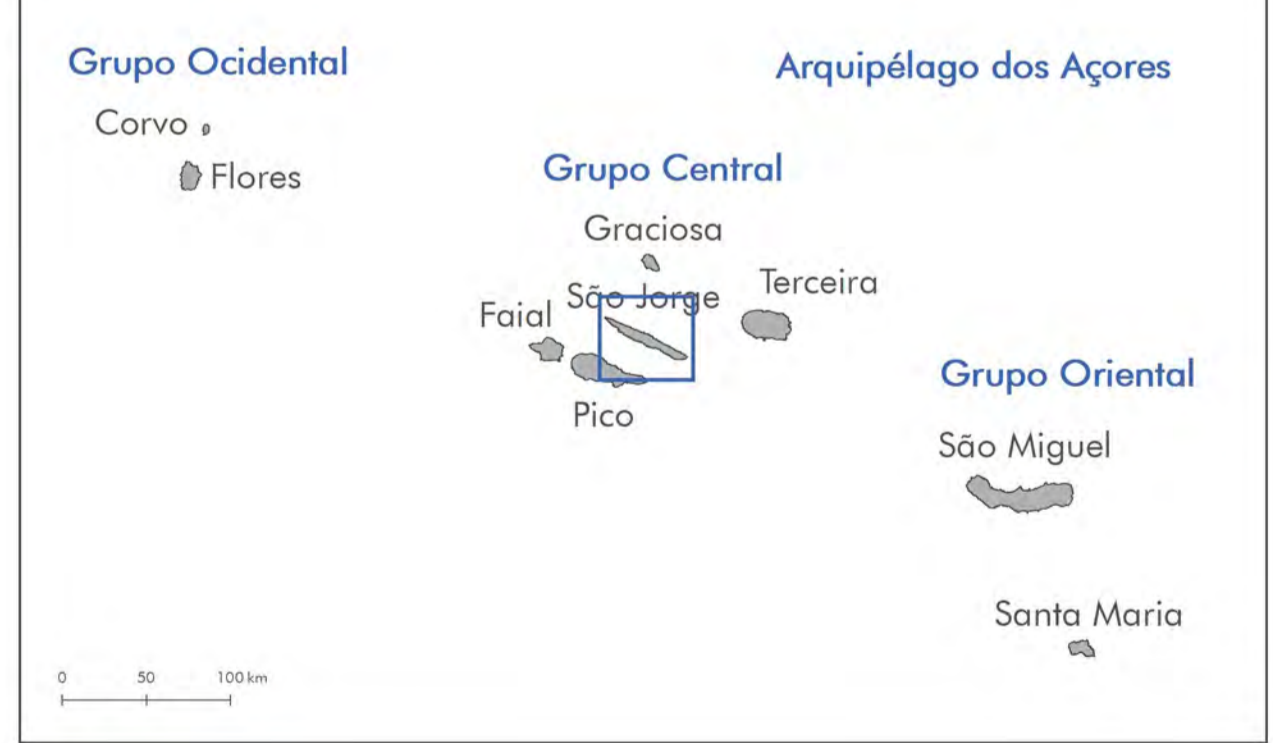 Grupo Ocidental
Arquipélago dos Açores
Corvo
Flores
Grupo Central
Graciosa
São Jorge
Terceira
Faial
Pico
Grupo Oriental
São Miguel
Santa Maria
0 50 100 km